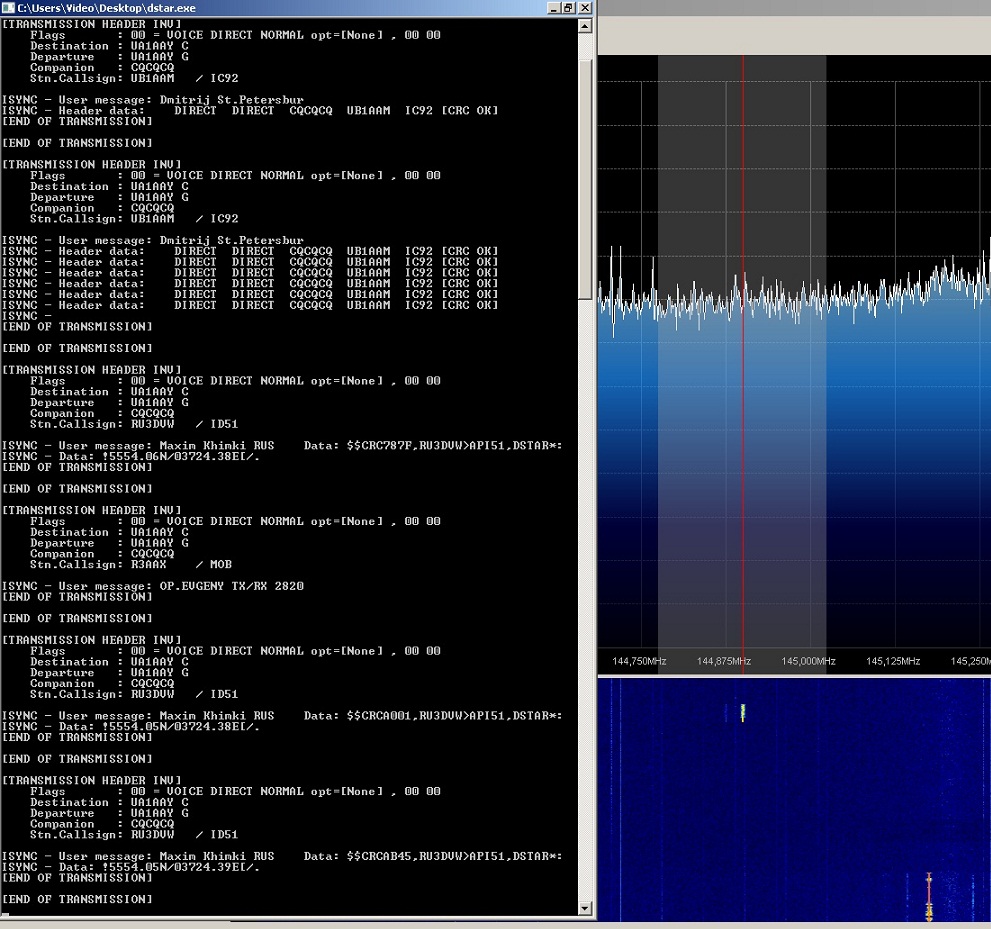 C:\Users\Video\Desktop\dstar.exe
[TRANSMISSION HEADER INV]
Flags : 00 = VOICE DIRECT NORMAL opt=[None] , 00 00
Destination : UA1AAY C
Departure : UA1AAY G
Companion : CQCQCQ
Stn.Callsign: UB1AAM / IC92
[SYNC - User message: Dmitrij St.Petersbur
[SYNC - Header data: DIRECT DIRECT CQCQCQ UB1AAM IC92 [CRC OK]
[END OF TRANSMISSION]
[END OF TRANSMISSION]
[TRANSMISSION HEADER INV]
Flags : 00 = VOICE DIRECT NORMAL opt=[None] , 00 00
Destination : UA1AAY C
Departure : UA1AAY G
Companion : CQCQCQ
Stn.Callsign: UB1AAM / IC92
[SYNC - User message: Dmitrij St.Petersbur
[SYNC - Header data: DIRECT DIRECT CQCQCQ UB1AAM IC92 [CRC OK]
[SYNC - Header data: DIRECT DIRECT CQCQCQ UB1AAM IC92 [CRC OK]
[SYNC - Header data: DIRECT DIRECT CQCQCQ UB1AAM IC92 [CRC OK]
[SYNC - Header data: DIRECT DIRECT CQCQCQ UB1AAM IC92 [CRC OK]
[SYNC - Header data: DIRECT DIRECT CQCQCQ UB1AAM IC92 [CRC OK]
[SYNC - Header data: DIRECT DIRECT CQCQCQ UB1AAM IC92 [CRC OK]
[SYNC -
[END OF TRANSMISSION]
[END OF TRANSMISSION]
[TRANSMISSION HEADER INV]
Flags : 00 = VOICE DIRECT NORMAL opt=[None] , 00 00
Destination : UA1AAY C
Departure : UA1AAY G
Companion : CQCQCQ
Stn.Callsign: RU3DVW / ID51
[SYNC - User message: Maxim Khimki RUS Data: $$CRC787F,RU3DVW>API51,DSTAR*:
[SYNC - Data: !5554.06N/03724.38E[/.
[END OF TRANSMISSION]
[END OF TRANSMISSION]
[TRANSMISSION HEADER INV]
Flags : 00 = VOICE DIRECT NORMAL opt=[None] , 00 00
Destination : UA1AAY C
Departure : UA1AAY G
Companion : CQCQCQ
Stn.Callsign: R3AAX / MOB
[SYNC - User message: OP.EVGENY TX/RX 2820
[END OF TRANSMISSION]
[END OF TRANSMISSION]
[TRANSMISSION HEADER INV]
Flags : 00 = VOICE DIRECT NORMAL opt=[None] , 00 00
Destination : UA1AAY C
Departure : UA1AAY G
Companion : CQCQCQ
Stn.Callsign: RU3DVW / ID51
[SYNC - User message: Maxim Khimki RUS Data: $$CRCA001,RU3DVW>API51,DSTAR*:
[SYNC - Data: !5554.05N/03724.38E[/.
[END OF TRANSMISSION]
[END OF TRANSMISSION]
[TRANSMISSION HEADER INV]
Flags : 00 = VOICE DIRECT NORMAL opt=[None] , 00 00
Destination : UA1AAY C
Departure : UA1AAY G
Companion : CQCQCQ
Stn.Callsign: RU3DVW / ID51
[SYNC - User message: Maxim Khimki RUS Data: $$CRCAB45,RU3DVW>API51,DSTAR*:
[SYNC - Data: !5554.05N/03724.39E[/.
[END OF TRANSMISSION]
[END OF TRANSMISSION]
144,750MHz 144,875MHz 145,000MHz 145,125MHz 145,250M